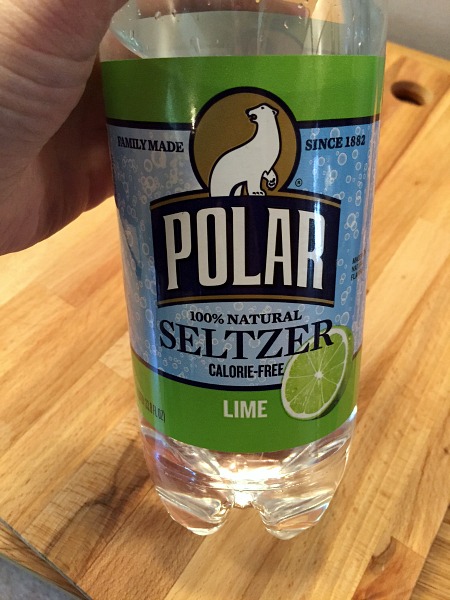 FAMILY MADE
SINCE 1882
®
POLAR
100% NATURAL
SELTZER
CALORIE-FREE
LIME